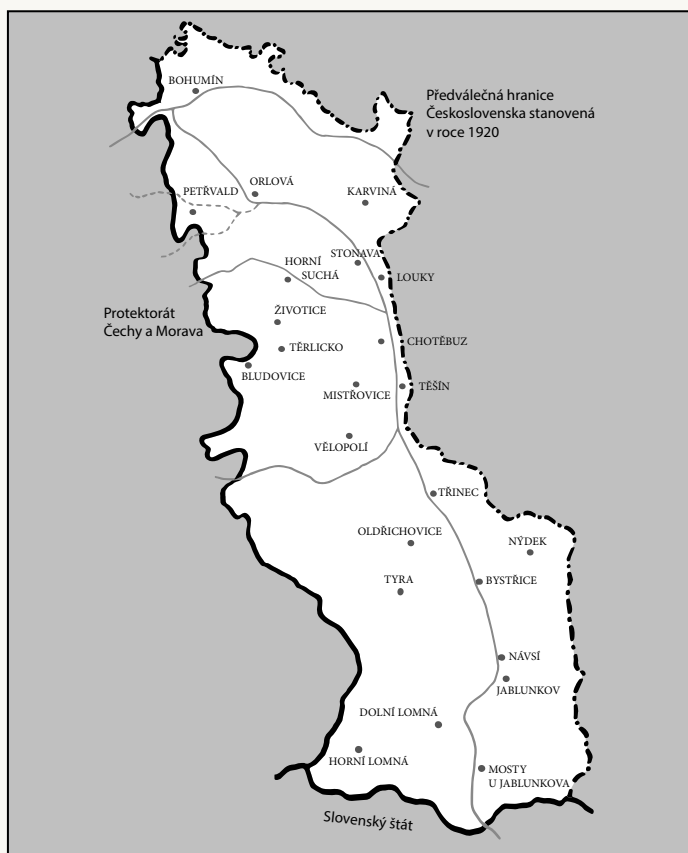 BOHUMÍN
Předválečná hranice
Československa stanovená
v roce 1920
PETŘVALD
ORLOVÁ
KARVINÁ
STONAVA
HORNÍ
SUCHÁ
LOUKY
Protektorát
Čechy a Morava
ŽIVOTICE
TĚRLICKO
CHOTĚBUZ
BLUDOVICE
MISTŘOVICE
TĚŠÍN
VĚLOPOLÍ
TŘINEC
OLDŘICHOVICE
NÝDEK
TYRA
BYSTŘICE
NÁVSÍ
JABLUNKOV
DOLNÍ LOMNÁ
HORNÍ LOMNÁ
MOSTY
U JABLUNKOVA
Slovenský štát